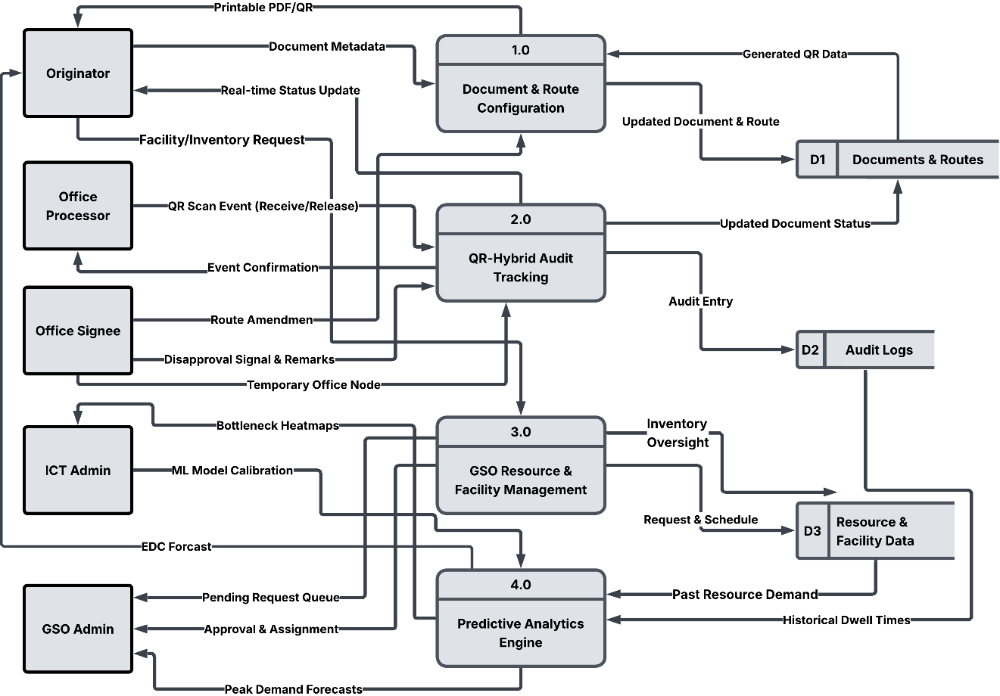 Printable PDF/QR
Originator
Document Metadata
Real-time Status Update
Facility/Inventory Request
1.0
Document & Route
Configuration
Generated QR Data
Updated Document & Route
D1
Documents & Routes
Office
Processor
QR Scan Event (Receive/Release)
Event Confirmation
2.0
QR-Hybrid Audit
Tracking
Updated Document Status
Audit Entry
Office Signee
Route Amendmen
Disapproval Signal & Remarks
Temporary Office Node
D2
Audit Logs
ICT Admin
Bottleneck Heatmaps
ML Model Calibration
3.0
GSO Resource &
Facility Management
Inventory
Oversight
Request & Schedule
D3
Resource &
Facility Data
EDC Forcast
GSO Admin
Pending Request Queue
Approval & Assignment
Peak Demand Forecasts
4.0
Predictive Analytics
Engine
Past Resource Demand
Historical Dwell Times